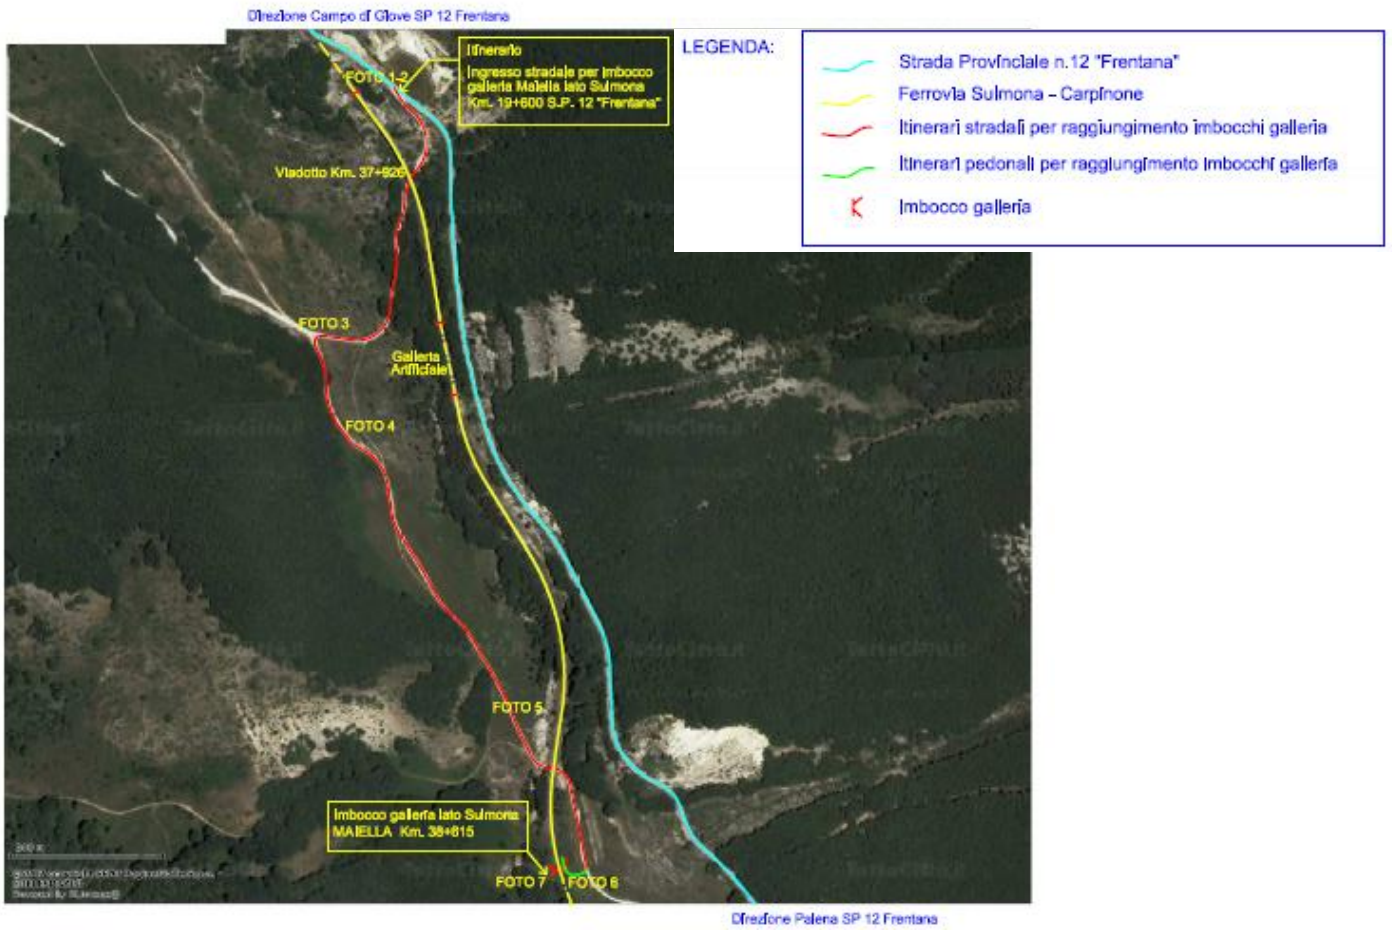 Direzione Campo di Giove SP 12 Frentana
LEGENDA:
Strada Provinciale n.12 "Frentana"
Ferrovia Sulmona - Carpinone
Itinerari stradali per raggiungimento imbocchi galleria
Itinerari pedonali per raggiungimento imbocchi galleria
Imbocco galleria
Itinerario
Ingresso stradale per imbocco
galleria Maiella lato Sulmona
Km. 19+600 S.P. 12 "Frentana"
FOTO 1-2
Viadotto Km. 37+926
FOTO 3
Galleria
Artificiale
FOTO 4
FOTO 5
Imbocco galleria lato Sulmona
MAIELLA Km. 38+615
FOTO 7
FOTO 6
Direzione Palena SP 12 Frentana